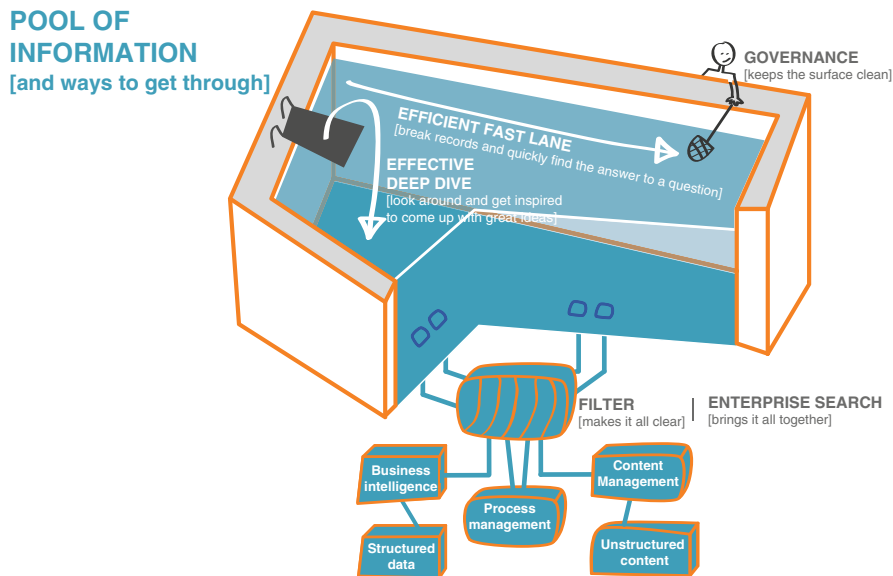 POOL OF
INFORMATION
[and ways to get through]
GOVERNANCE
[keeps the surface clean]
EFFICIENT FAST LANE
[break records and quickly find the answer to a question]
EFFECTIVE
DEEP DIVE
[look around and get inspired
to come up with great ideas]
FILTER
[makes it all clear]
ENTERPRISE SEARCH
[brings it all together]
Business
intelligence
Content
Management
Process
management
Structured
data
Unstructured
content